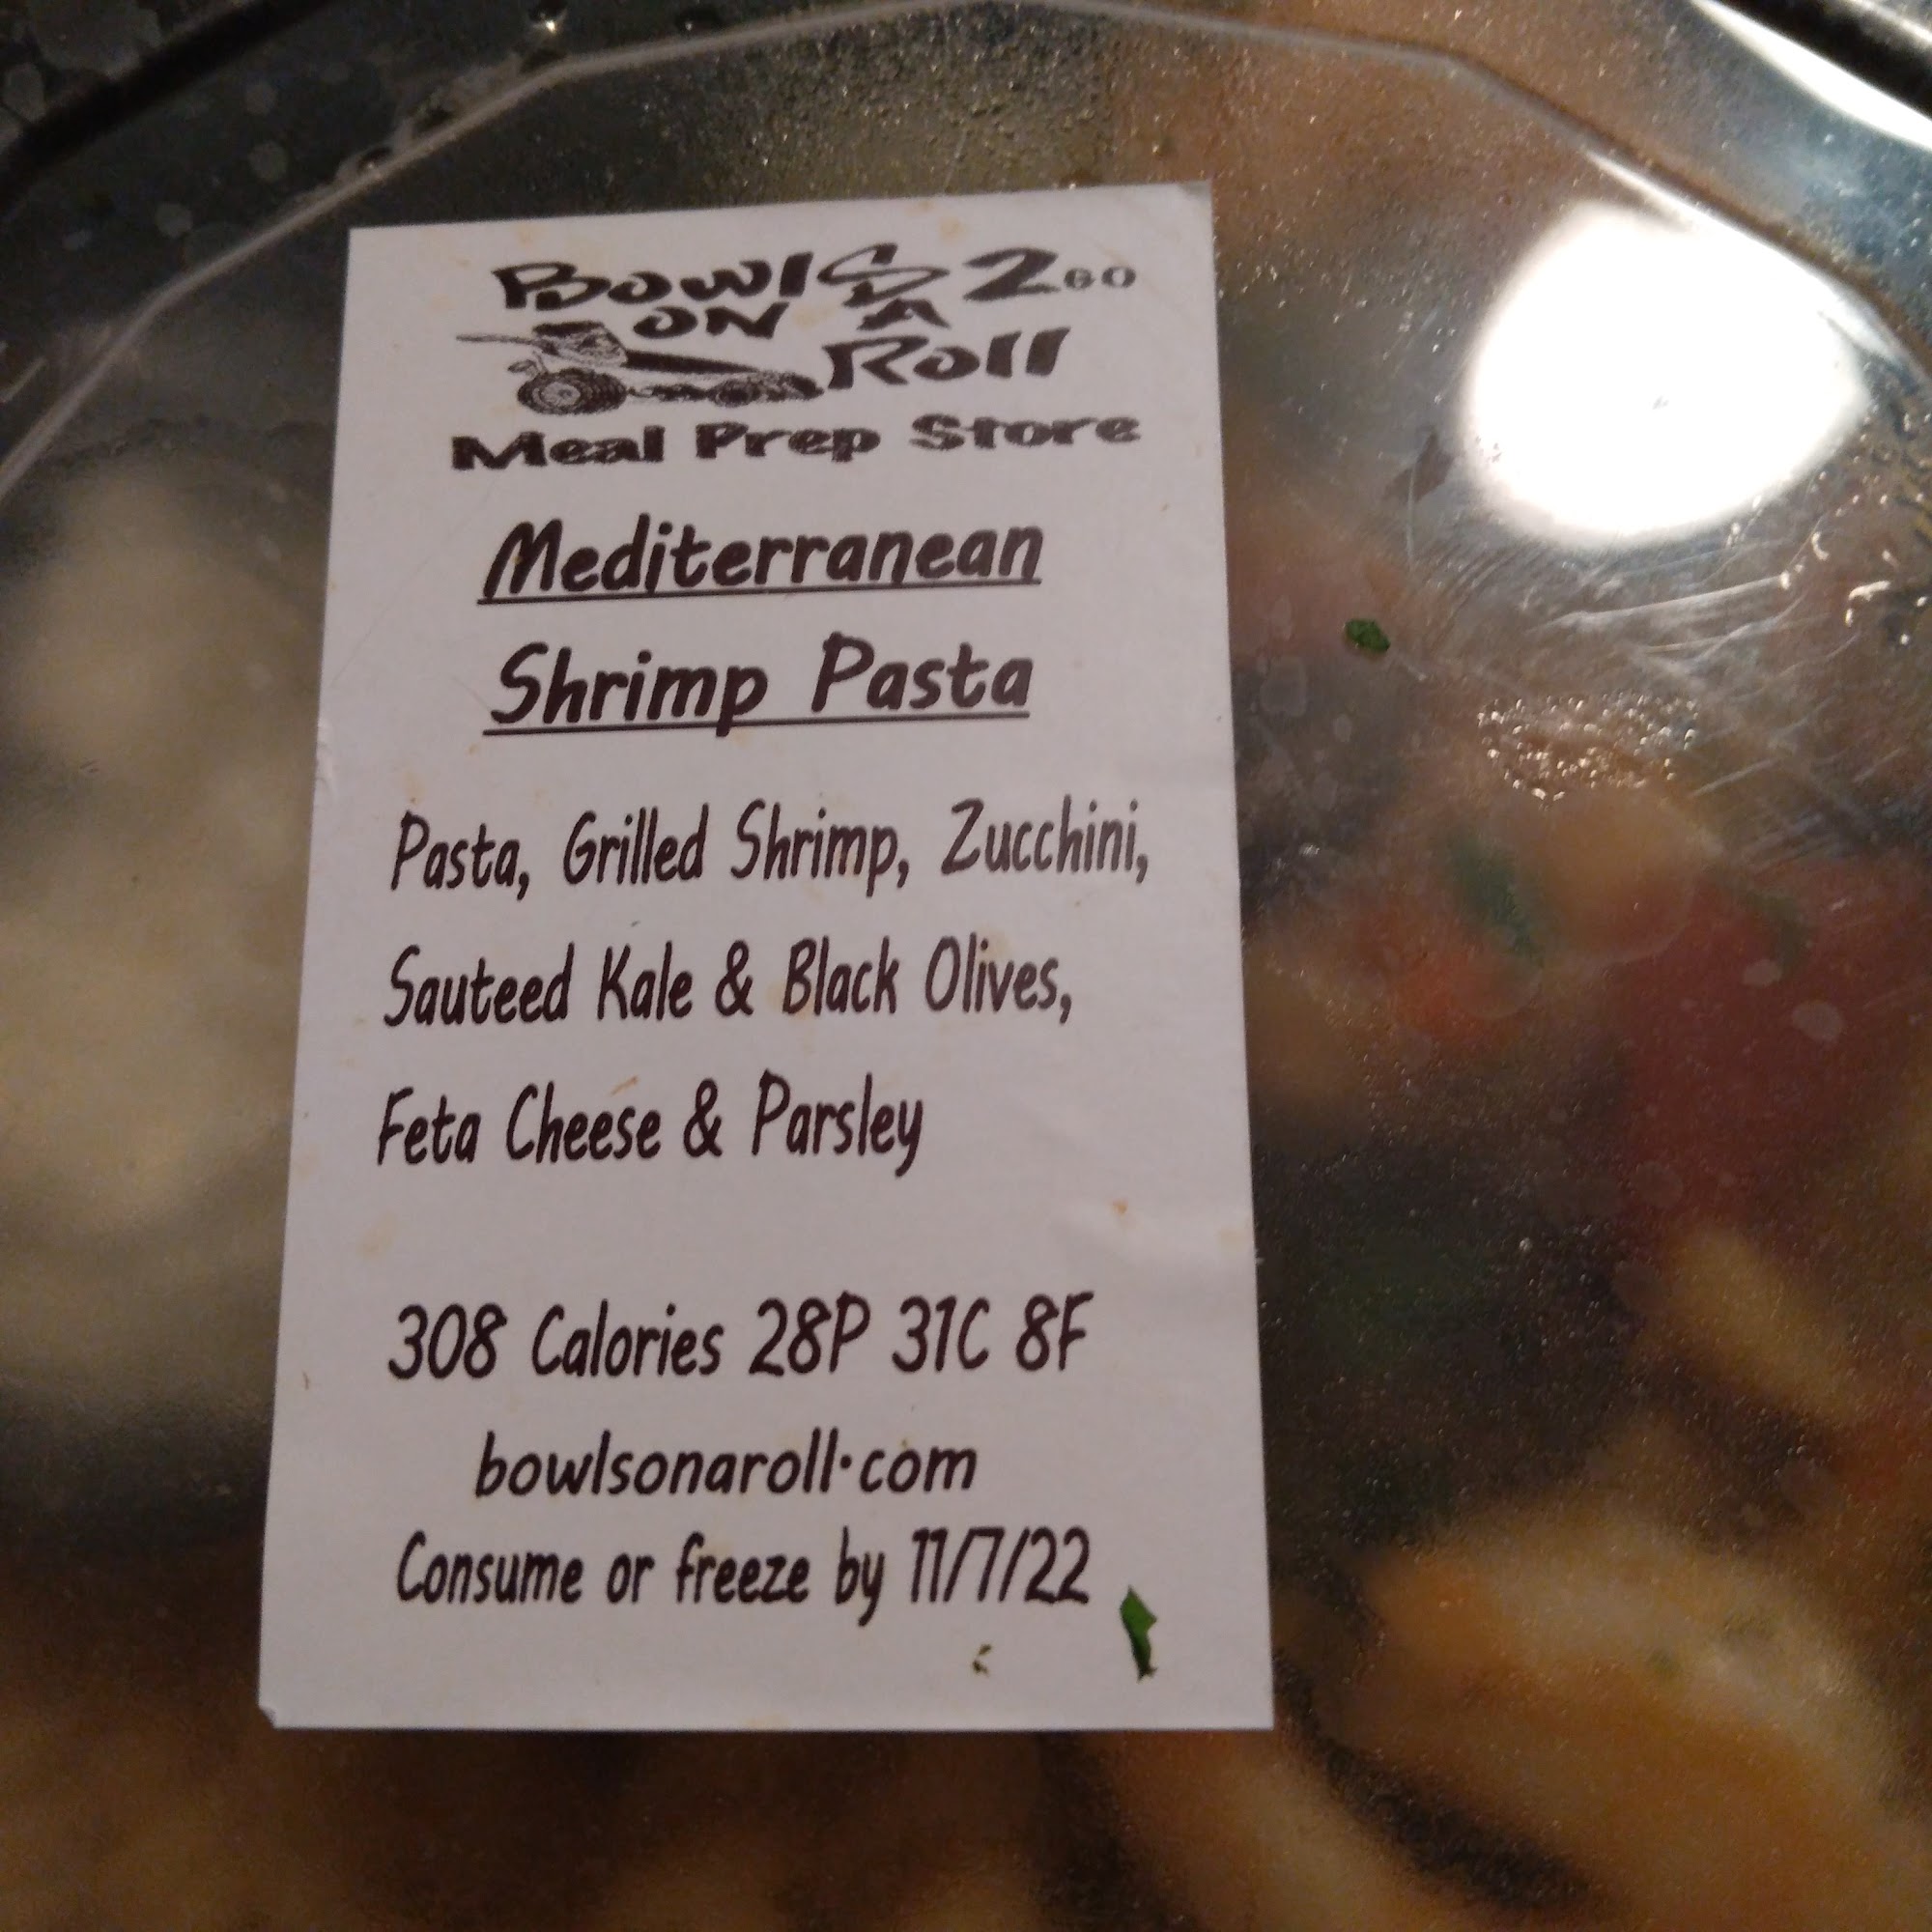 Bowls 2GO
ON A
Roll
Meal Prep Store
Mediterranean
Shrimp Pasta
Pasta, Grilled Shrimp, Zucchini,
Sauteed Kale & Black Olives,
Feta Cheese & Parsley
308 Calories 28P 31C 8F
bowlsonaroll.com
Consume or freeze by 11/7/22